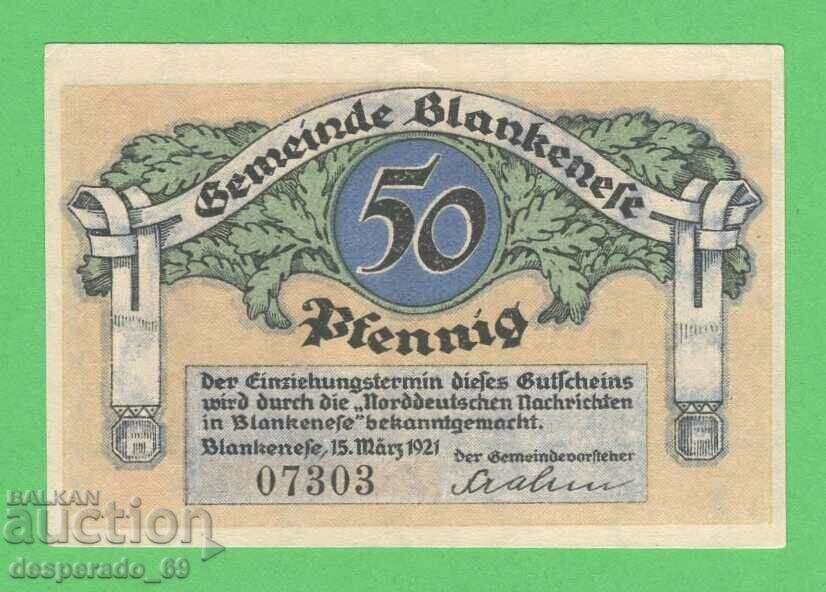 Gemeinde Blankenese
50
Pfennig
Der Einziehungstermin dieses Gutscheins
wird durch die „Norddeutschen Nachrichten
in Blankenese" bekanntgemacht.
Blankenese, 15. März 1921
Der Gemeindevorsteher
07303
BALKAN
auction
desperado_69